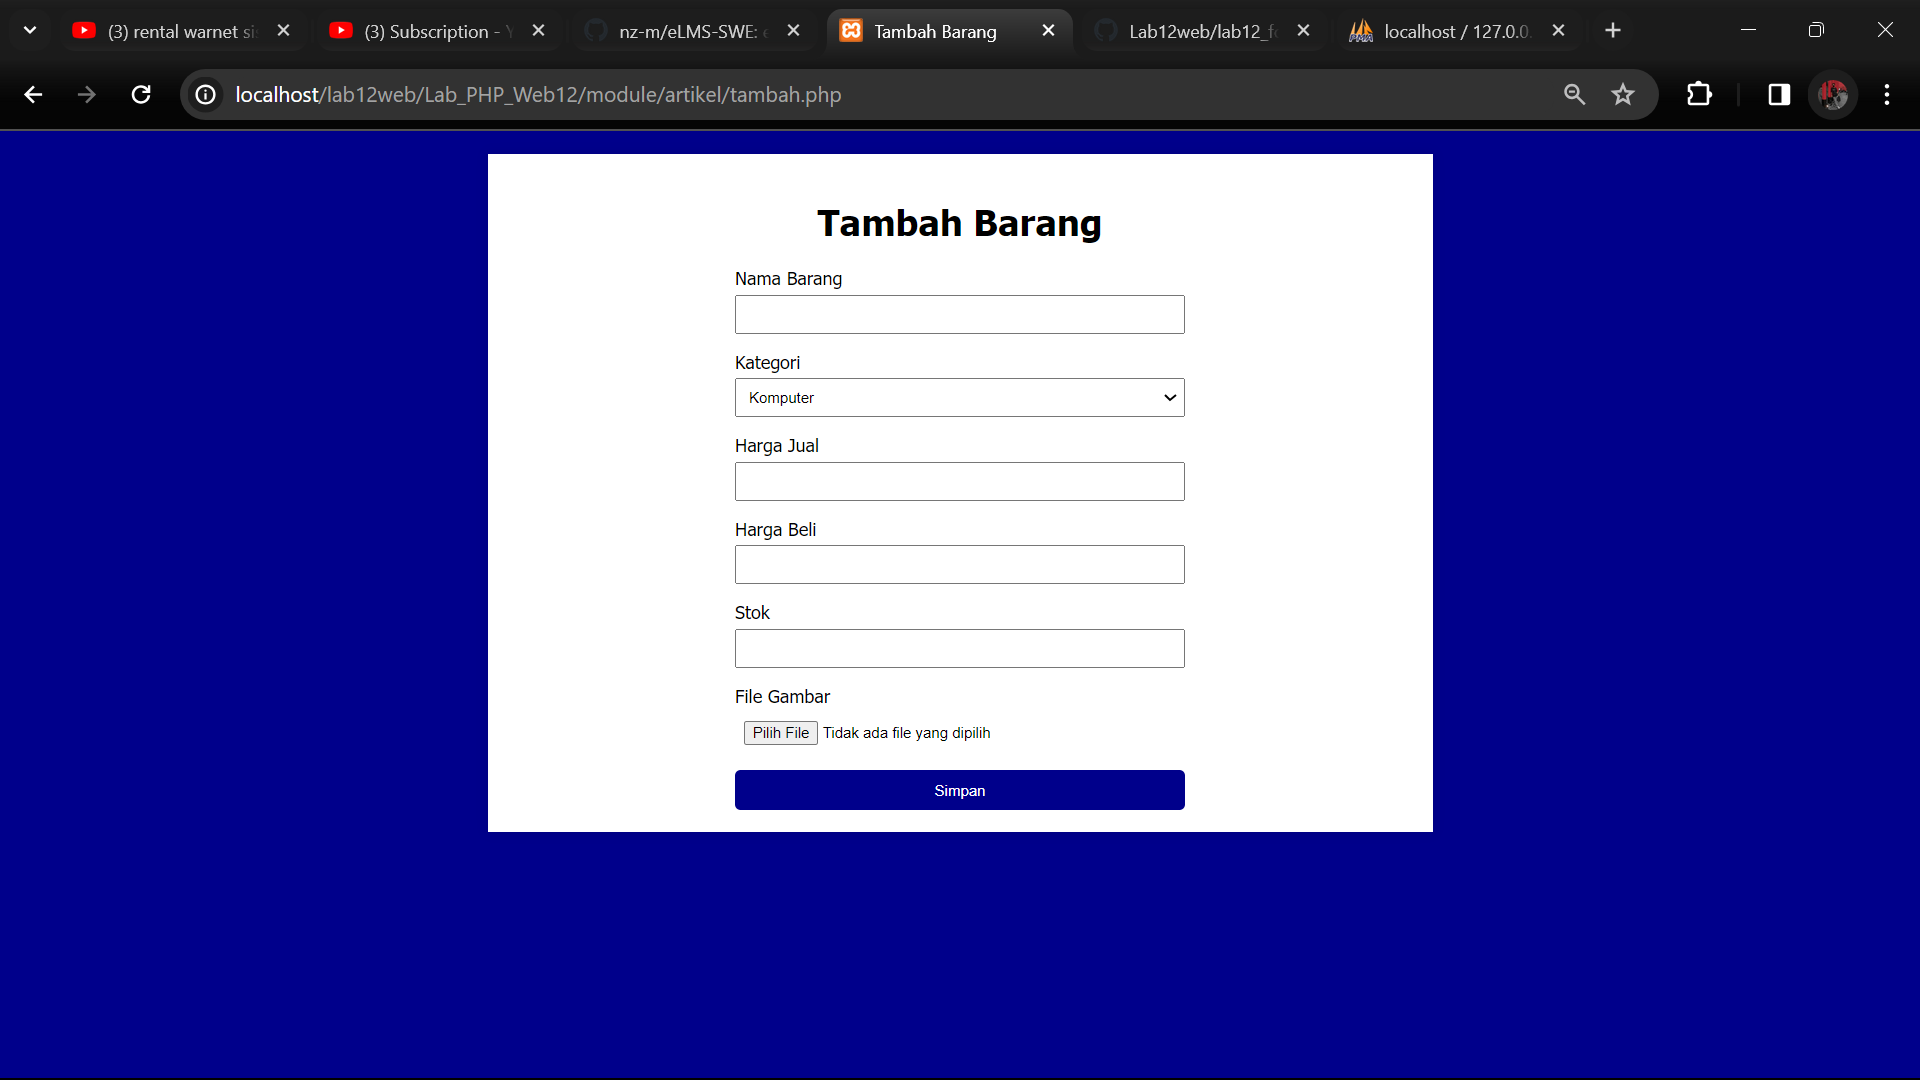 (3) rental warnet si
(3) Subscription - Y
nz-m/eLMS-SWE: e
Tambah Barang
Lab12web/lab12_f
localhost / 127.0.0.
localhost/lab12web/Lab_PHP_Web12/module/artikel/tambah.php
Tambah Barang
Nama Barang
Kategori
Komputer
Harga Jual
Harga Beli
Stok
File Gambar
Pilih File Tidak ada file yang dipilih
Simpan